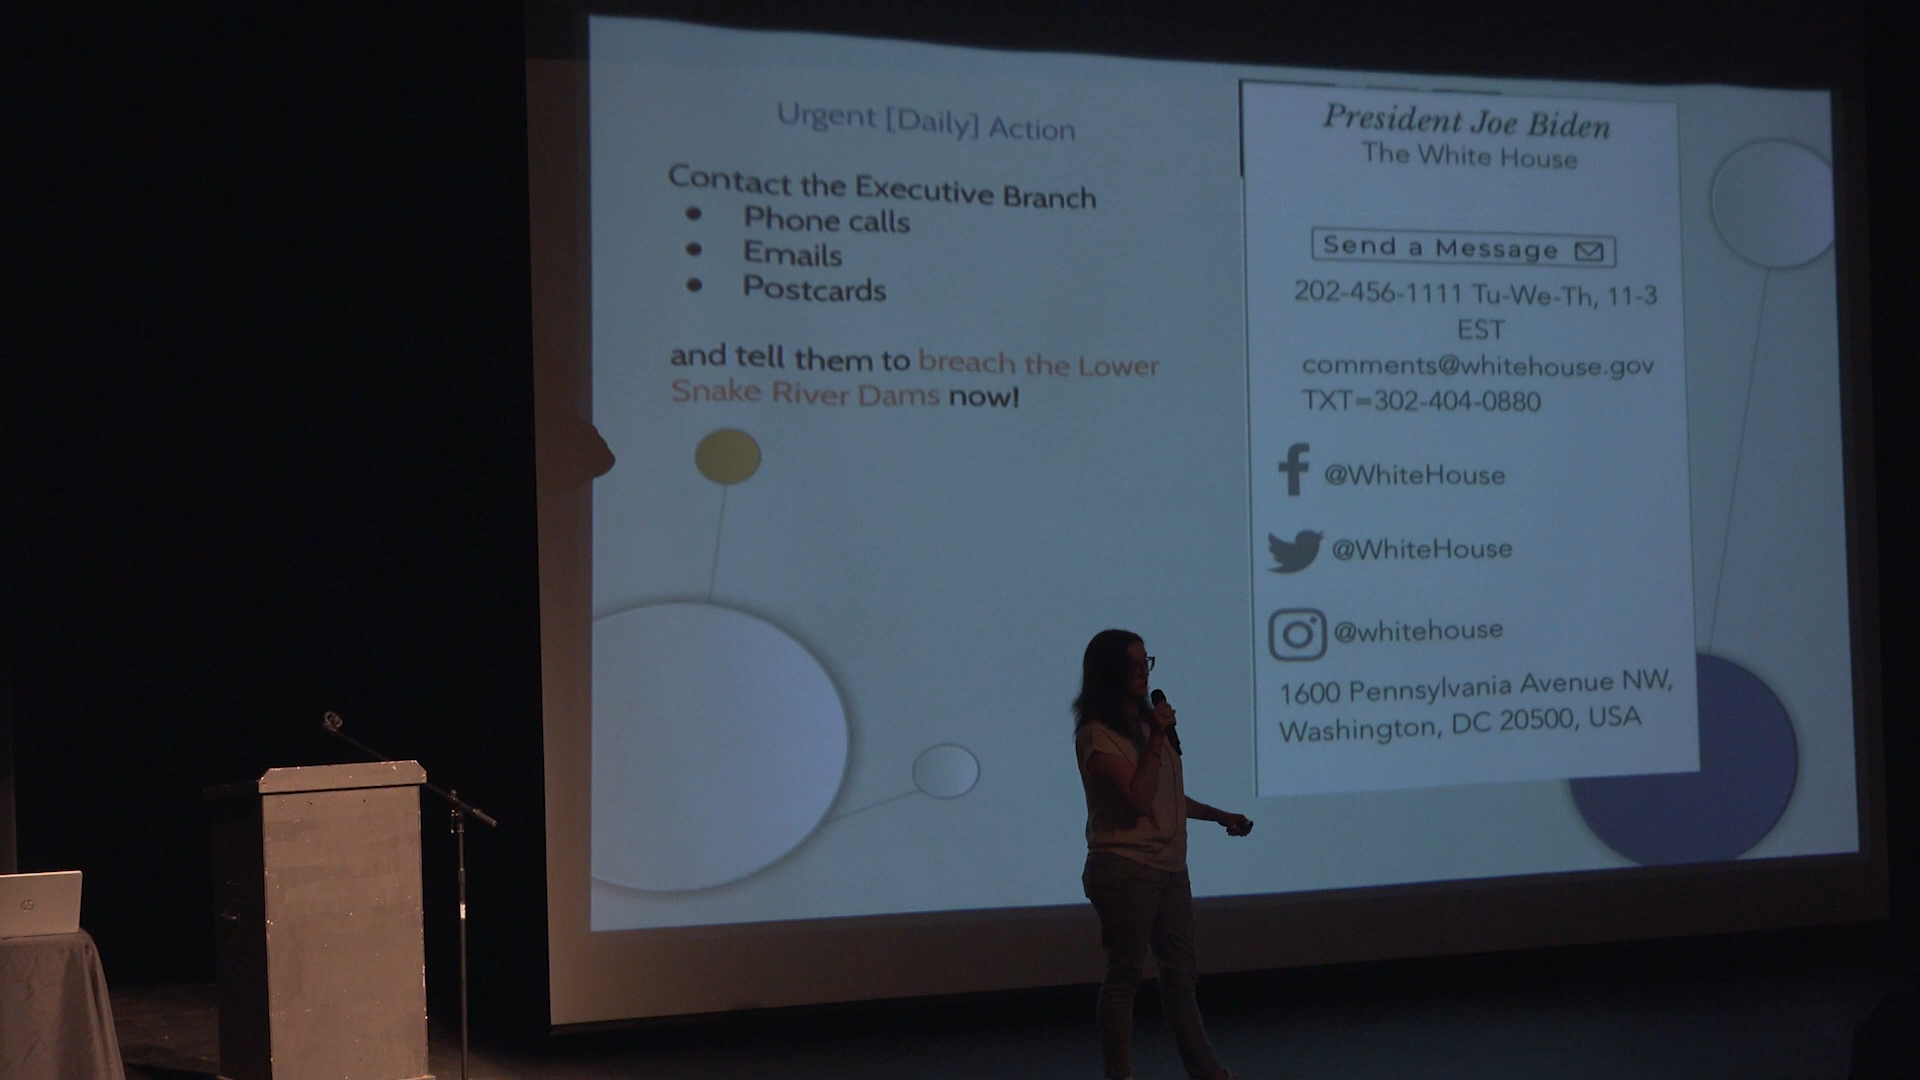 Urgent [Daily] Action
Contact the Executive Branch
● Phone calls
● Emails
● Postcards
and tell them to breach the Lower
Snake River Dams now!
President Joe Biden
The White House
Send a Message
202-456-1111 Tu-We-Th, 11-3
EST
comments@whitehouse.gov
TXT=302-404-0880
@WhiteHouse
@WhiteHouse
@whitehouse
1600 Pennsylvania Avenue NW,
Washington, DC 20500, USA